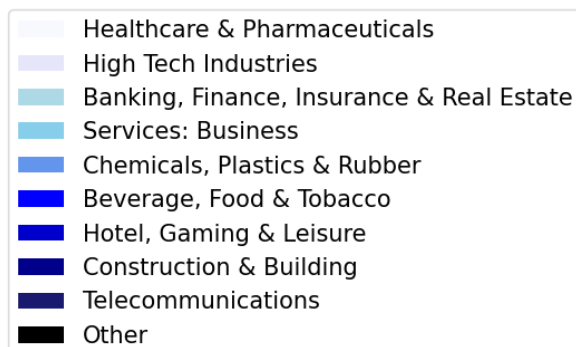 Healthcare & Pharmaceuticals
High Tech Industries
Banking, Finance, Insurance & Real Estate
Services: Business
Chemicals, Plastics & Rubber
Beverage, Food & Tobacco
Hotel, Gaming & Leisure
Construction & Building
Telecommunications
Other